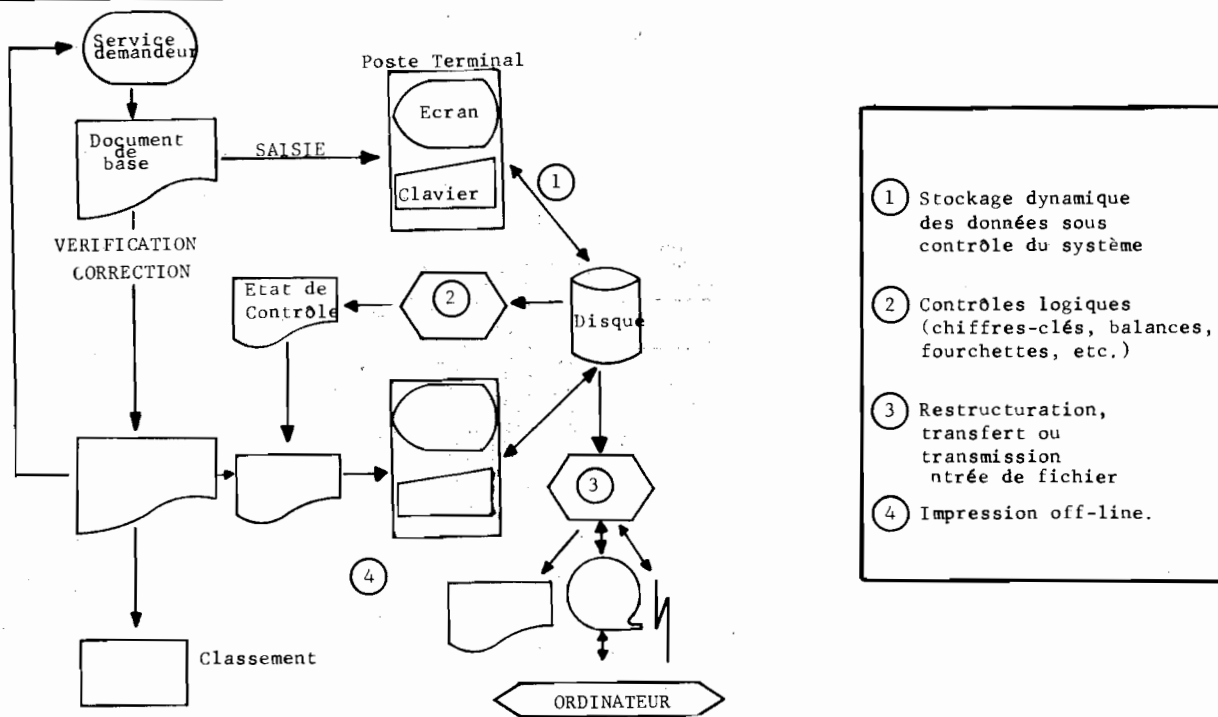 Service
demandeur
Poste Terminal
Ecran
Document
de
base
SAISIE
Clavier
1
VERIFICATION
CORRECTION
Etat de
Contrôle
2
Disque
3
4
Classement
ORDINATEUR
1 Stockage dynamique
des données sous
contrôle du système
2 Contrôles logiques
(chiffres-clés, balances,
fourchettes, etc.)
3 Restructuration,
transfert ou
transmission
ntrée de fichier
4 Impression off-line.